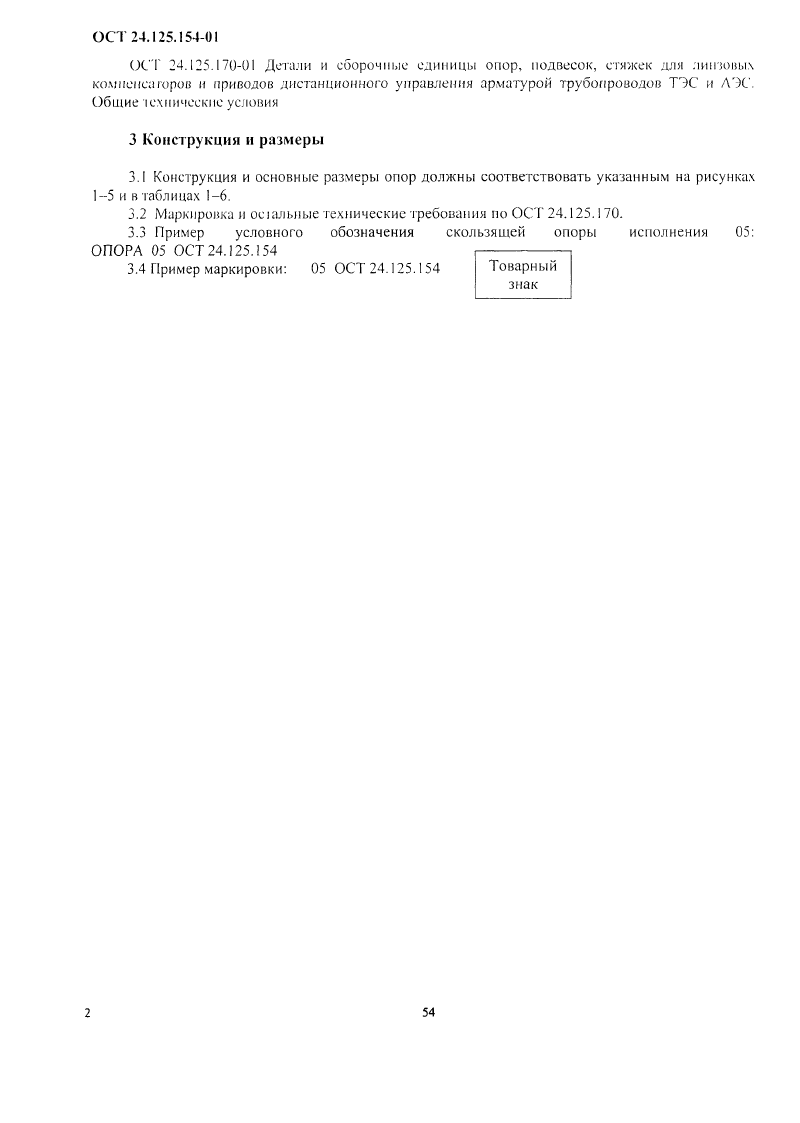 ОСТ 24.125.154-01
ОСТ 24.125.170-01 Детали и сборочные единицы опор, подвесок, стяжек для линзовых
компенсаторов и приводов дистанционного управления арматурой трубопроводов ТЭС и АЭС.
Общие технические условия
3 Конструкция и размеры
3.1 Конструкция и основные размеры опор должны соответствовать указанным на рисунках
1–5 и в таблицах 1–6.
3.2 Маркировка и остальные технические требования по ОСТ 24.125.170.
3.3 Пример условного обозначения скользящей опоры исполнения 05:
ОПОРА 05 ОСТ 24.125.154
3.4 Пример маркировки: 05 ОСТ 24.125.154
Товарный
знак
2
54